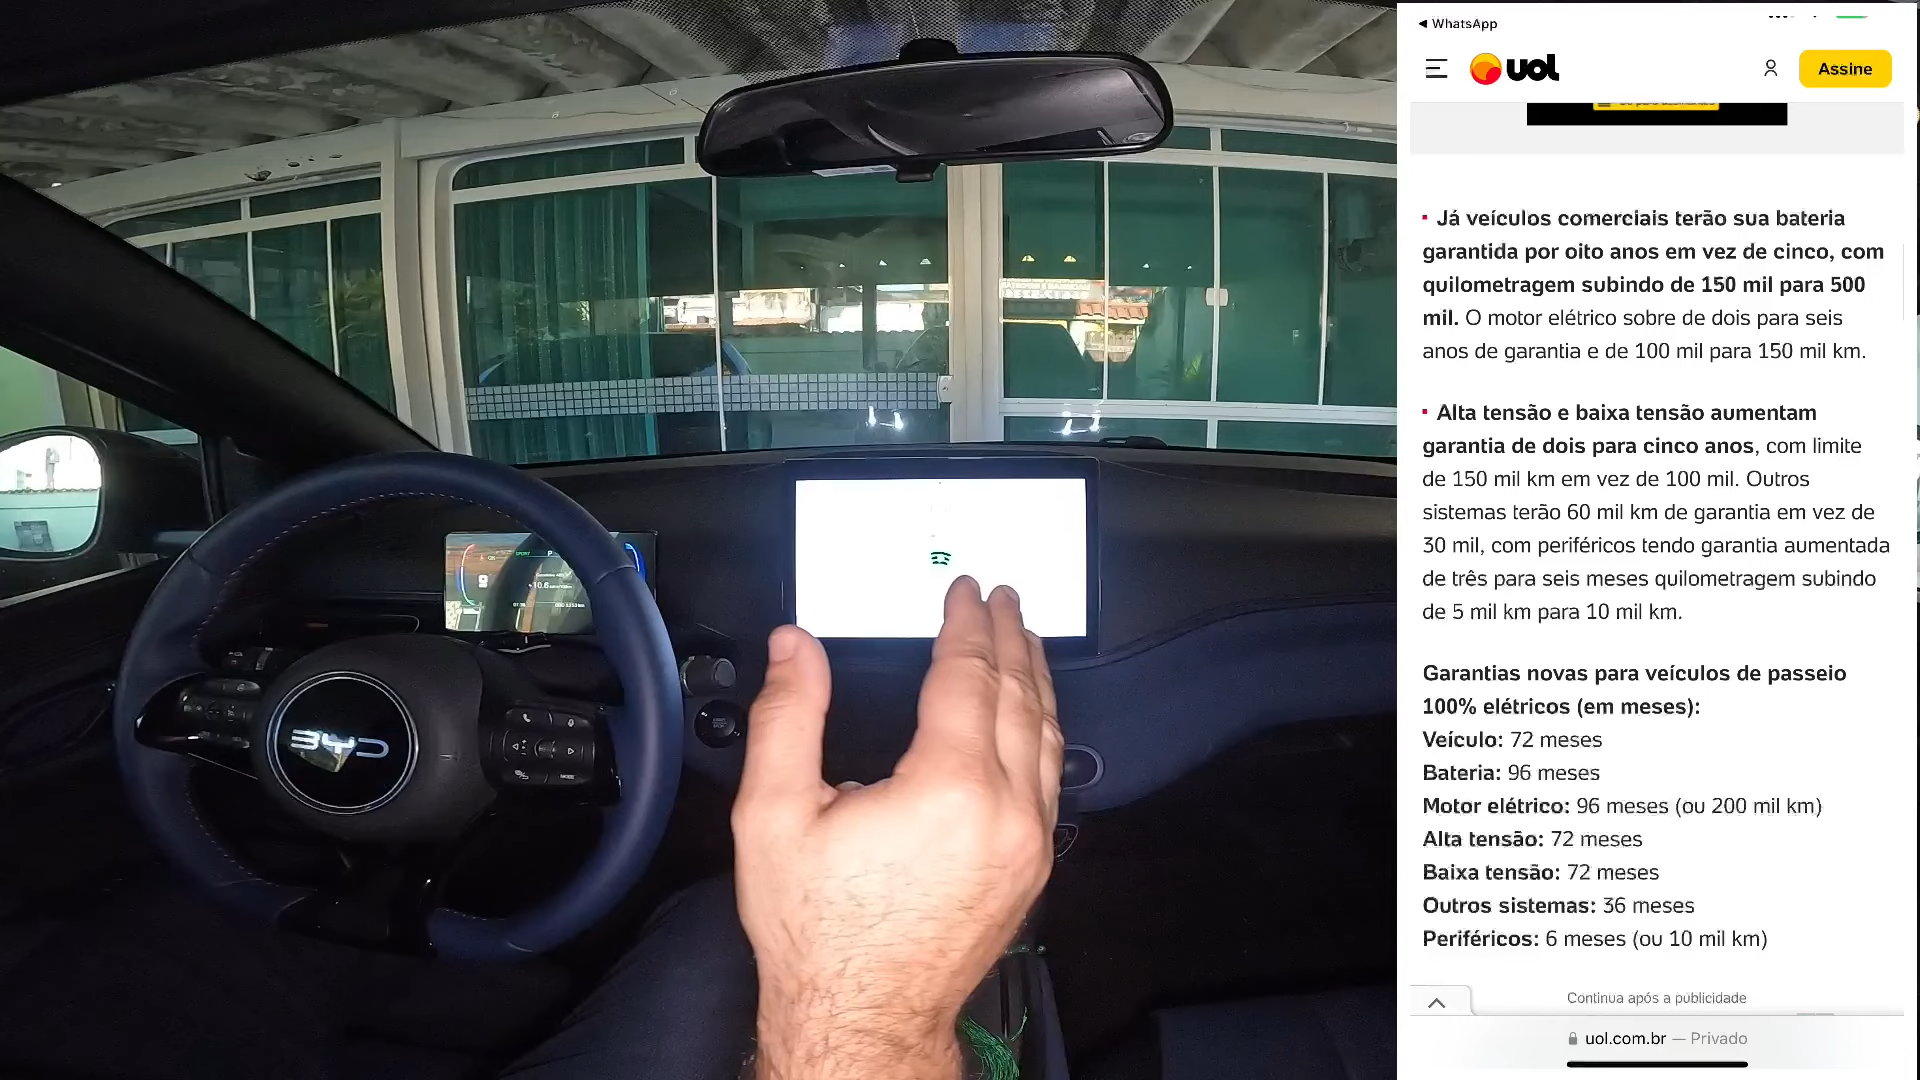 ◀ WhatsApp
uol
Assine
Já veículos comerciais terão sua bateria
garantida por oito anos em vez de cinco, com
quilometragem subindo de 150 mil para 500
mil. O motor elétrico sobre de dois para seis
anos de garantia e de 100 mil para 150 mil km.
Alta tensão e baixa tensão aumentam
garantia de dois para cinco anos, com limite
de 150 mil km em vez de 100 mil. Outros
sistemas terão 60 mil km de garantia em vez de
30 mil, com periféricos tendo garantia aumentada
de três para seis meses quilometragem subindo
de 5 mil km para 10 mil km.
Garantias novas para veículos de passeio
100% elétricos (em meses):
Veículo: 72 meses
Bateria: 96 meses
Motor elétrico: 96 meses (ou 200 mil km)
Alta tensão: 72 meses
Baixa tensão: 72 meses
Outros sistemas: 36 meses
Periféricos: 6 meses (ou 10 mil km)
Continua após a publicidade
uol.com.br — Privado
BYD
MODE
SPORT
P